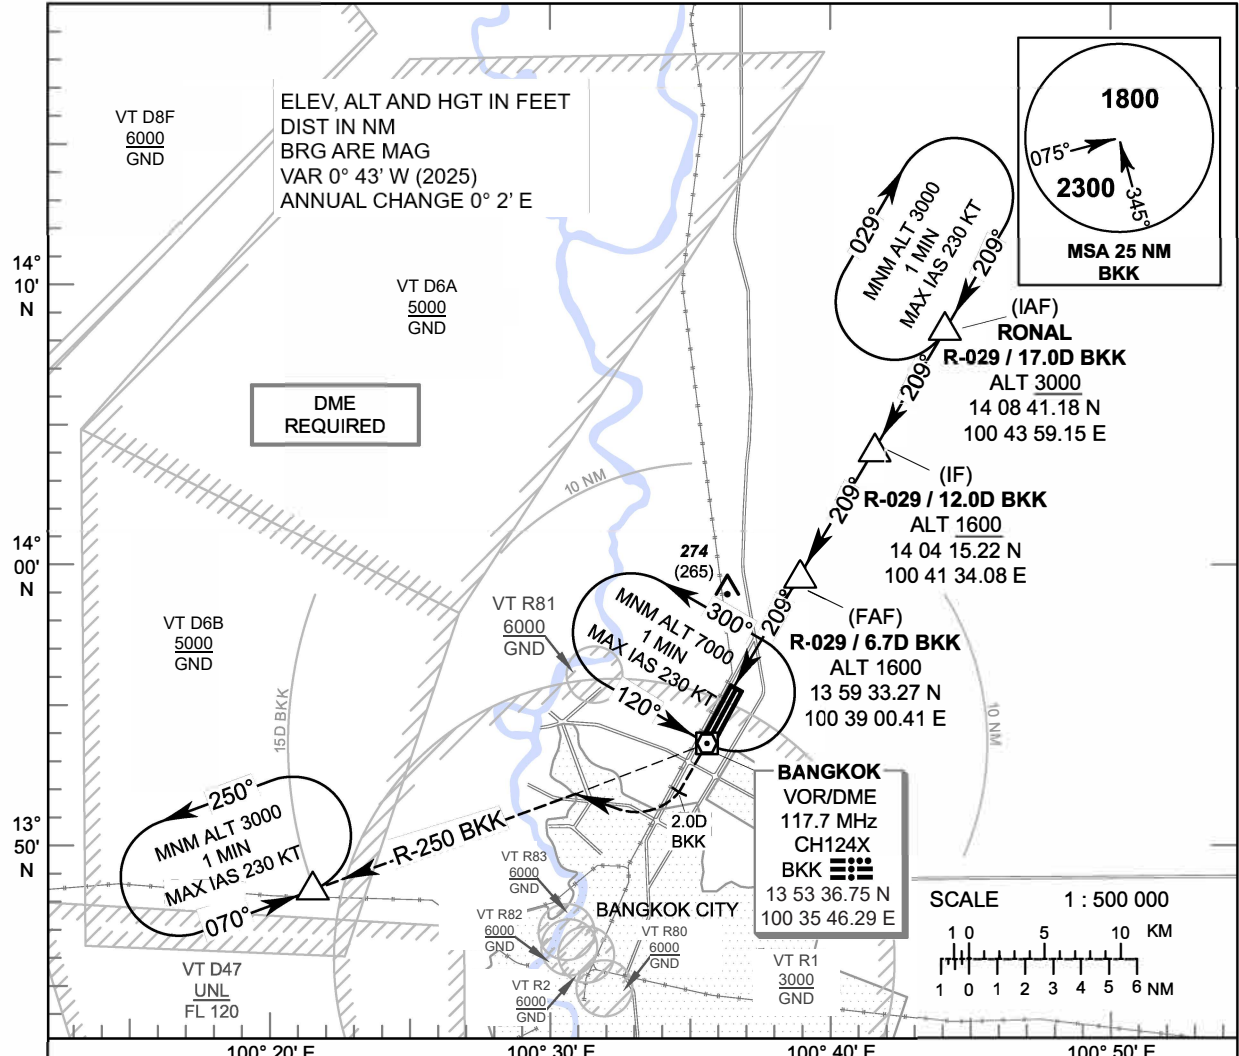 ELEV, ALT AND HGT IN FEET
DIST IN NM
BRG ARE MAG
VAR 0° 43' W (2025)
ANNUAL CHANGE 0° 2' E
VT D8F
6000
GND
1800
075°
2300
345°
MSA 25 NM
BKK
029°
MNM ALT 3000
1 MIN
MAX IAS 230 KT
209°
14°
10'
N
VT D6A
5000
GND
(IAF)
RONAL
R-029 / 17.0D BKK
ALT 3000
14 08 41.18 N
100 43 59.15 E
209°
DME
REQUIRED
10 NM
209°
(IF)
R-029 / 12.0D BKK
ALT 1600
14 04 15.22 N
100 41 34.08 E
14°
00'
N
274
(265)
209°
(FAF)
R-029 / 6.7D BKK
ALT 1600
13 59 33.27 N
100 39 00.41 E
VT D6B
5000
GND
VT R81
6000
GND
300°
MNM ALT 7000
1 MIN
MAX IAS 230 KT
120°
15D BKK
10 NM
BANGKOK
VOR/DME
117.7 MHz
CH124X
BKK
13 53 36.75 N
100 35 46.29 E
250°
MNM ALT 3000
1 MIN
MAX IAS 230 KT
070°
R-250 BKK
2.0D
BKK
13°
50'
N
VT R83
6000
GND
VT R82
6000
GND
BANGKOK CITY
VT R80
6000
GND
VT R2
6000
GND
VT R1
3000
GND
VT D47
UNL
FL 120
SCALE 1 : 500 000
1 0 5 10 KM
1 0 1 2 3 4 5 6 NM
100° 20' 100° 30' E 100° 40' E 100° 50' E